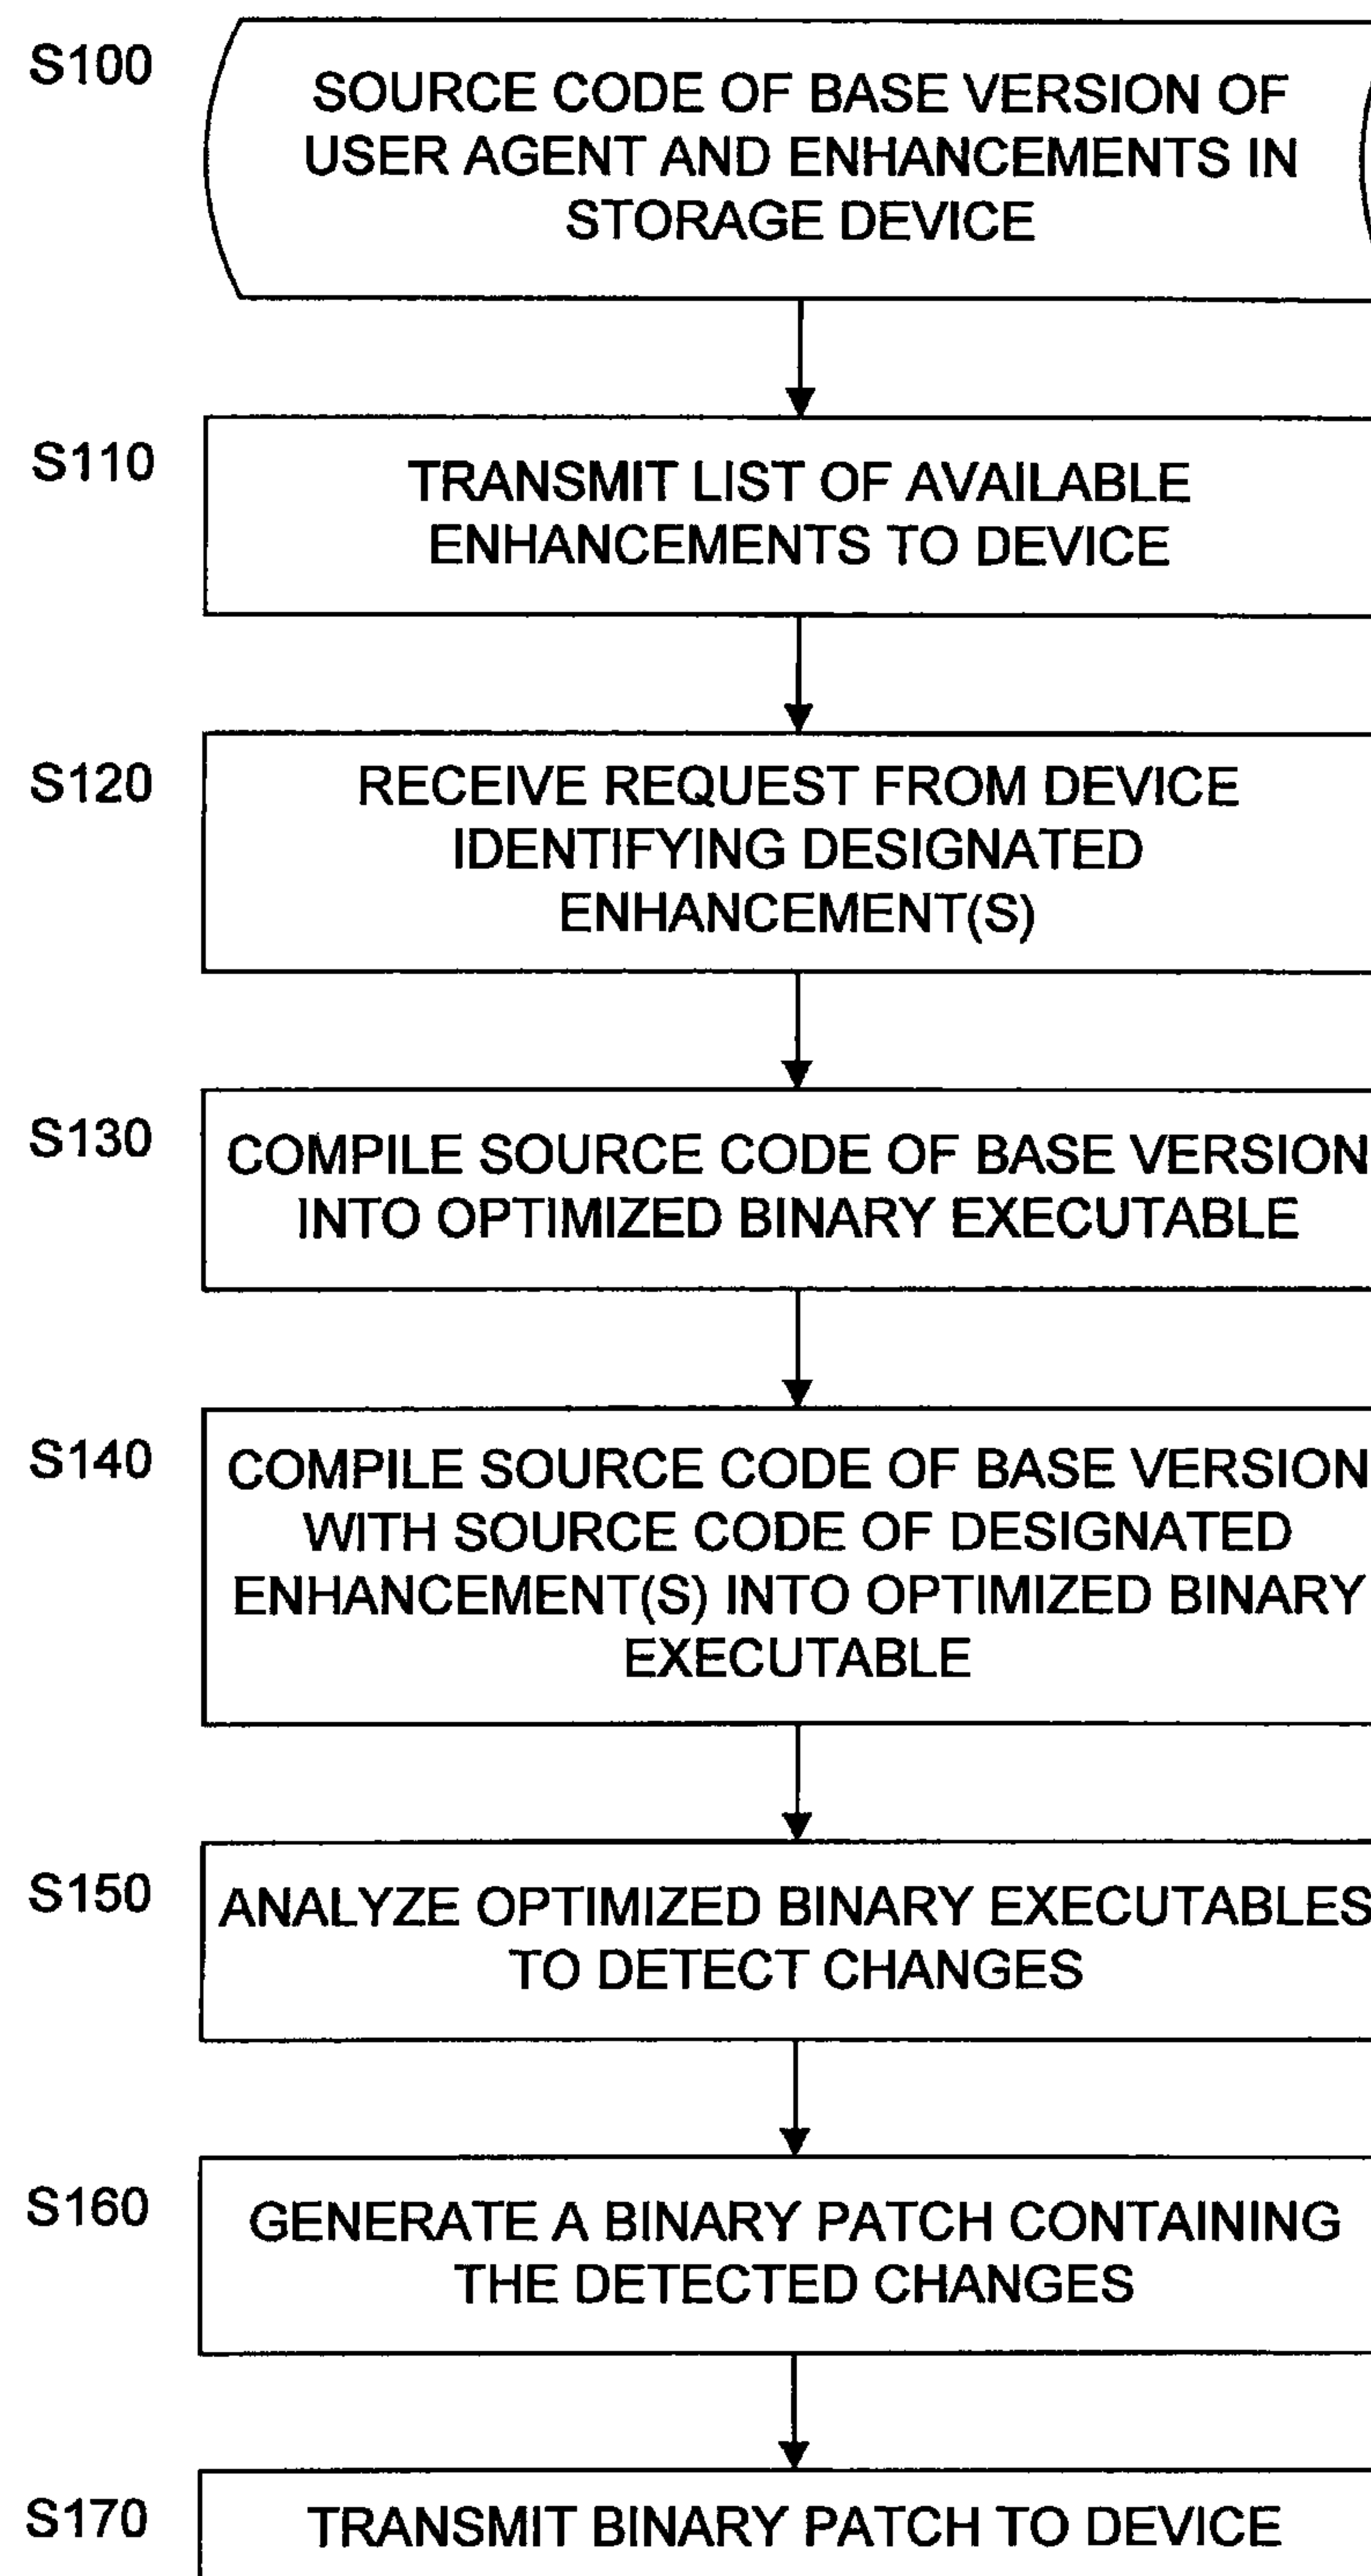 S100
SOURCE CODE OF BASE VERSION OF
USER AGENT AND ENHANCEMENTS IN
STORAGE DEVICE
S110
TRANSMIT LIST OF AVAILABLE
ENHANCEMENTS TO DEVICE
S120
RECEIVE REQUEST FROM DEVICE
IDENTIFYING DESIGNATED
ENHANCEMENT(S)
S130
COMPILE SOURCE CODE OF BASE VERSION
INTO OPTIMIZED BINARY EXECUTABLE
S140
COMPILE SOURCE CODE OF BASE VERSION
WITH SOURCE CODE OF DESIGNATED
ENHANCEMENT(S) INTO OPTIMIZED BINARY
EXECUTABLE
S150
ANALYZE OPTIMIZED BINARY EXECUTABLES
TO DETECT CHANGES
S160
GENERATE A BINARY PATCH CONTAINING
THE DETECTED CHANGES
S170
TRANSMIT BINARY PATCH TO DEVICE